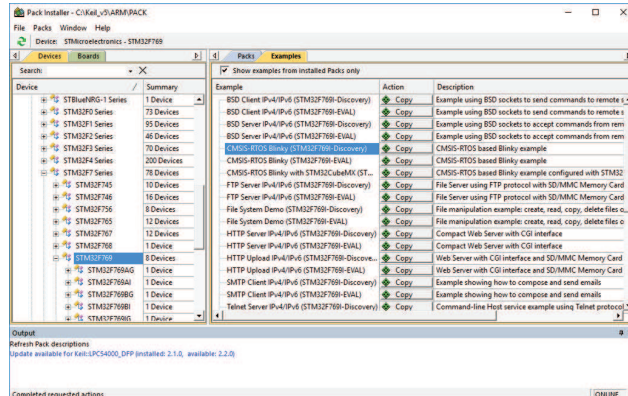 Pack Installer - C:\Keil_v5\ARM\PACK
File Packs Window Help
Device: STMicroelectronics - STM32F769
Devices Boards
Search:
Device Summary
STBlueNRG-1 Series 1 Device
STM32F0 Series 73 Devices
STM32F1 Series 95 Devices
STM32F2 Series 46 Devices
STM32F3 Series 70 Devices
STM32F4 Series 200 Devices
STM32F7 Series 78 Devices
STM32F745 10 Devices
STM32F746 16 Devices
STM32F756 8 Devices
STM32F765 12 Devices
STM32F767 12 Devices
STM32F768 1 Device
STM32F769 8 Devices
STM32F769AG 1 Device
STM32F769AI 1 Device
STM32F769BG 1 Device
STM32F769BI 1 Device
STM32F769IG 1 Device
Packs Examples
Show examples from installed Packs only
Example Action Description
BSD Client IPv4/IPv6 (STM32F769I-Discovery) Copy Example using BSD sockets to send commands to remote s
BSD Client IPv4/IPv6 (STM32F769I-EVAL) Copy Example using BSD sockets to send commands to remote s
BSD Server IPv4/IPv6 (STM32F769I-Discovery) Copy Example using BSD sockets to accept commands from rem
BSD Server IPv4/IPv6 (STM32F769I-EVAL) Copy Example using BSD sockets to accept commands from rem
CMSIS-RTOS Blinky (STM32F769I-Discovery) Copy CMSIS-RTOS based Blinky example
CMSIS-RTOS Blinky (STM32F769I-EVAL) Copy CMSIS-RTOS based Blinky example
CMSIS-RTOS Blinky with STM32CubeMX (ST... Copy CMSIS-RTOS based Blinky example configured with STM32
FTP Server IPv4/IPv6 (STM32F769I-Discovery) Copy File Server using FTP protocol with SD/MMC Memory Card
FTP Server IPv4/IPv6 (STM32F769I-EVAL) Copy File Server using FTP protocol with SD/MMC Memory Card
File System Demo (STM32F769I-Discovery) Copy File manipulation example: create, read, copy, delete files o
File System Demo (STM32F769I-EVAL) Copy File manipulation example: create, read, copy, delete files o
HTTP Server IPv4/IPv6 (STM32F769I-Discovery) Copy Compact Web Server with CGI interface
HTTP Server IPv4/IPv6 (STM32F769I-EVAL) Copy Compact Web Server with CGI interface
HTTP Upload IPv4/IPv6 (STM32F769I-Discove... Copy Web Server with CGI interface and SD/MMC Memory Card
HTTP Upload IPv4/IPv6 (STM32F769I-EVAL) Copy Web Server with CGI interface and SD/MMC Memory Card
SMTP Client IPv4/IPv6 (STM32F769I-Discovery) Copy Example showing how to compose and send emails
SMTP Client IPv4/IPv6 (STM32F769I-EVAL) Copy Example showing how to compose and send emails
Telnet Server IPv4/IPv6 (STM32F769I-Discovery) Copy Command-line Host service example using Telnet protocol
Output
Refresh Pack descriptions
Update available for Keil::LPC54000_DFP (installed: 2.1.0, available: 2.2.0)
Completed requested actions ONLINE